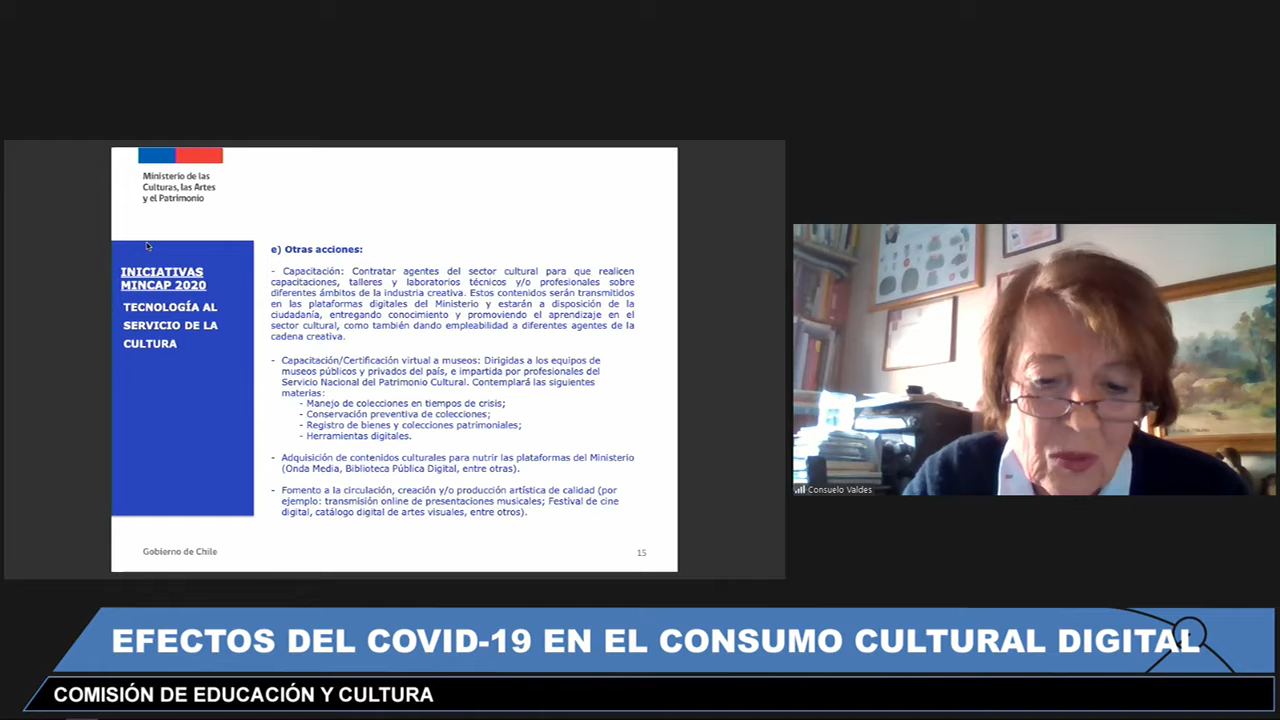 Ministerio de las
Culturas, las Artes
y el Patrimonio
INICIATIVAS
MINCAP 2020
TECNOLOGÍA AL
SERVICIO DE LA
CULTURA
e) Otras acciones:
- Capacitación: Contratar agentes del sector cultural para que realicen
capacitaciones, talleres y laboratorios técnicos y/o profesionales sobre
diferentes ámbitos de la industria creativa. Estos contenidos serán transmitidos
en las plataformas digitales del Ministerio y estarán a disposición de la
ciudadanía, entregando conocimiento y promoviendo el aprendizaje en el
sector cultural, como también dando empleabilidad a diferentes agentes de la
cadena creativa.
- Capacitación/Certificación virtual a museos: Dirigidas a los equipos de
museos públicos y privados del país, e impartida por profesionales del
Servicio Nacional del Patrimonio Cultural. Contemplará las siguientes
materias:
- Manejo de colecciones en tiempos de crisis;
- Conservación preventiva de colecciones;
- Registro de bienes y colecciones patrimoniales;
- Herramientas digitales.
- Adquisición de contenidos culturales para nutrir las plataformas del Ministerio
(Onda Media, Biblioteca Pública Digital, entre otras).
- Fomento a la circulación, creación y/o producción artística de calidad (por
ejemplo: transmisión online de presentaciones musicales; Festival de cine
digital, catálogo digital de artes visuales, entre otros).
Gobierno de Chile
15
Consuelo Valdes
EFECTOS DEL COVID-19 EN EL CONSUMO CULTURAL DIGITAL
COMISIÓN DE EDUCACIÓN Y CULTURA